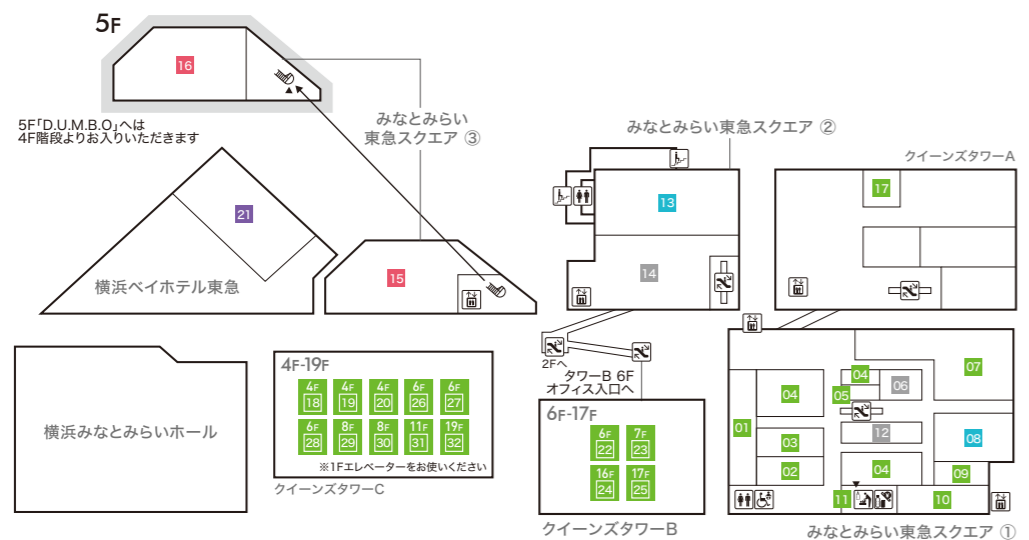 5F
16
5F「D.U.M.B.O」へは
4F階段よりお入りいただきます
みなとみらい
東急スクエア ③
みなとみらい東急スクエア ②
クイーンズタワーA
17
13
21
14
15
横浜ベイホテル東急
2Fへ
タワーB 6F
オフィス入口へ
横浜みなとみらいホール
4F-19F
4F 4F 4F 6F 6F
18 19 20 26 27
6F 8F 8F 11F 19F
28 29 30 31 32
※1Fエレベーターをお使いください
クイーンズタワーC
6F-17F
6F 7F
22 23
16F 17F
24 25
クイーンズタワーB
07
04
06
04
05
01
12
08
03
02
04
09
11
10
みなとみらい東急スクエア ①